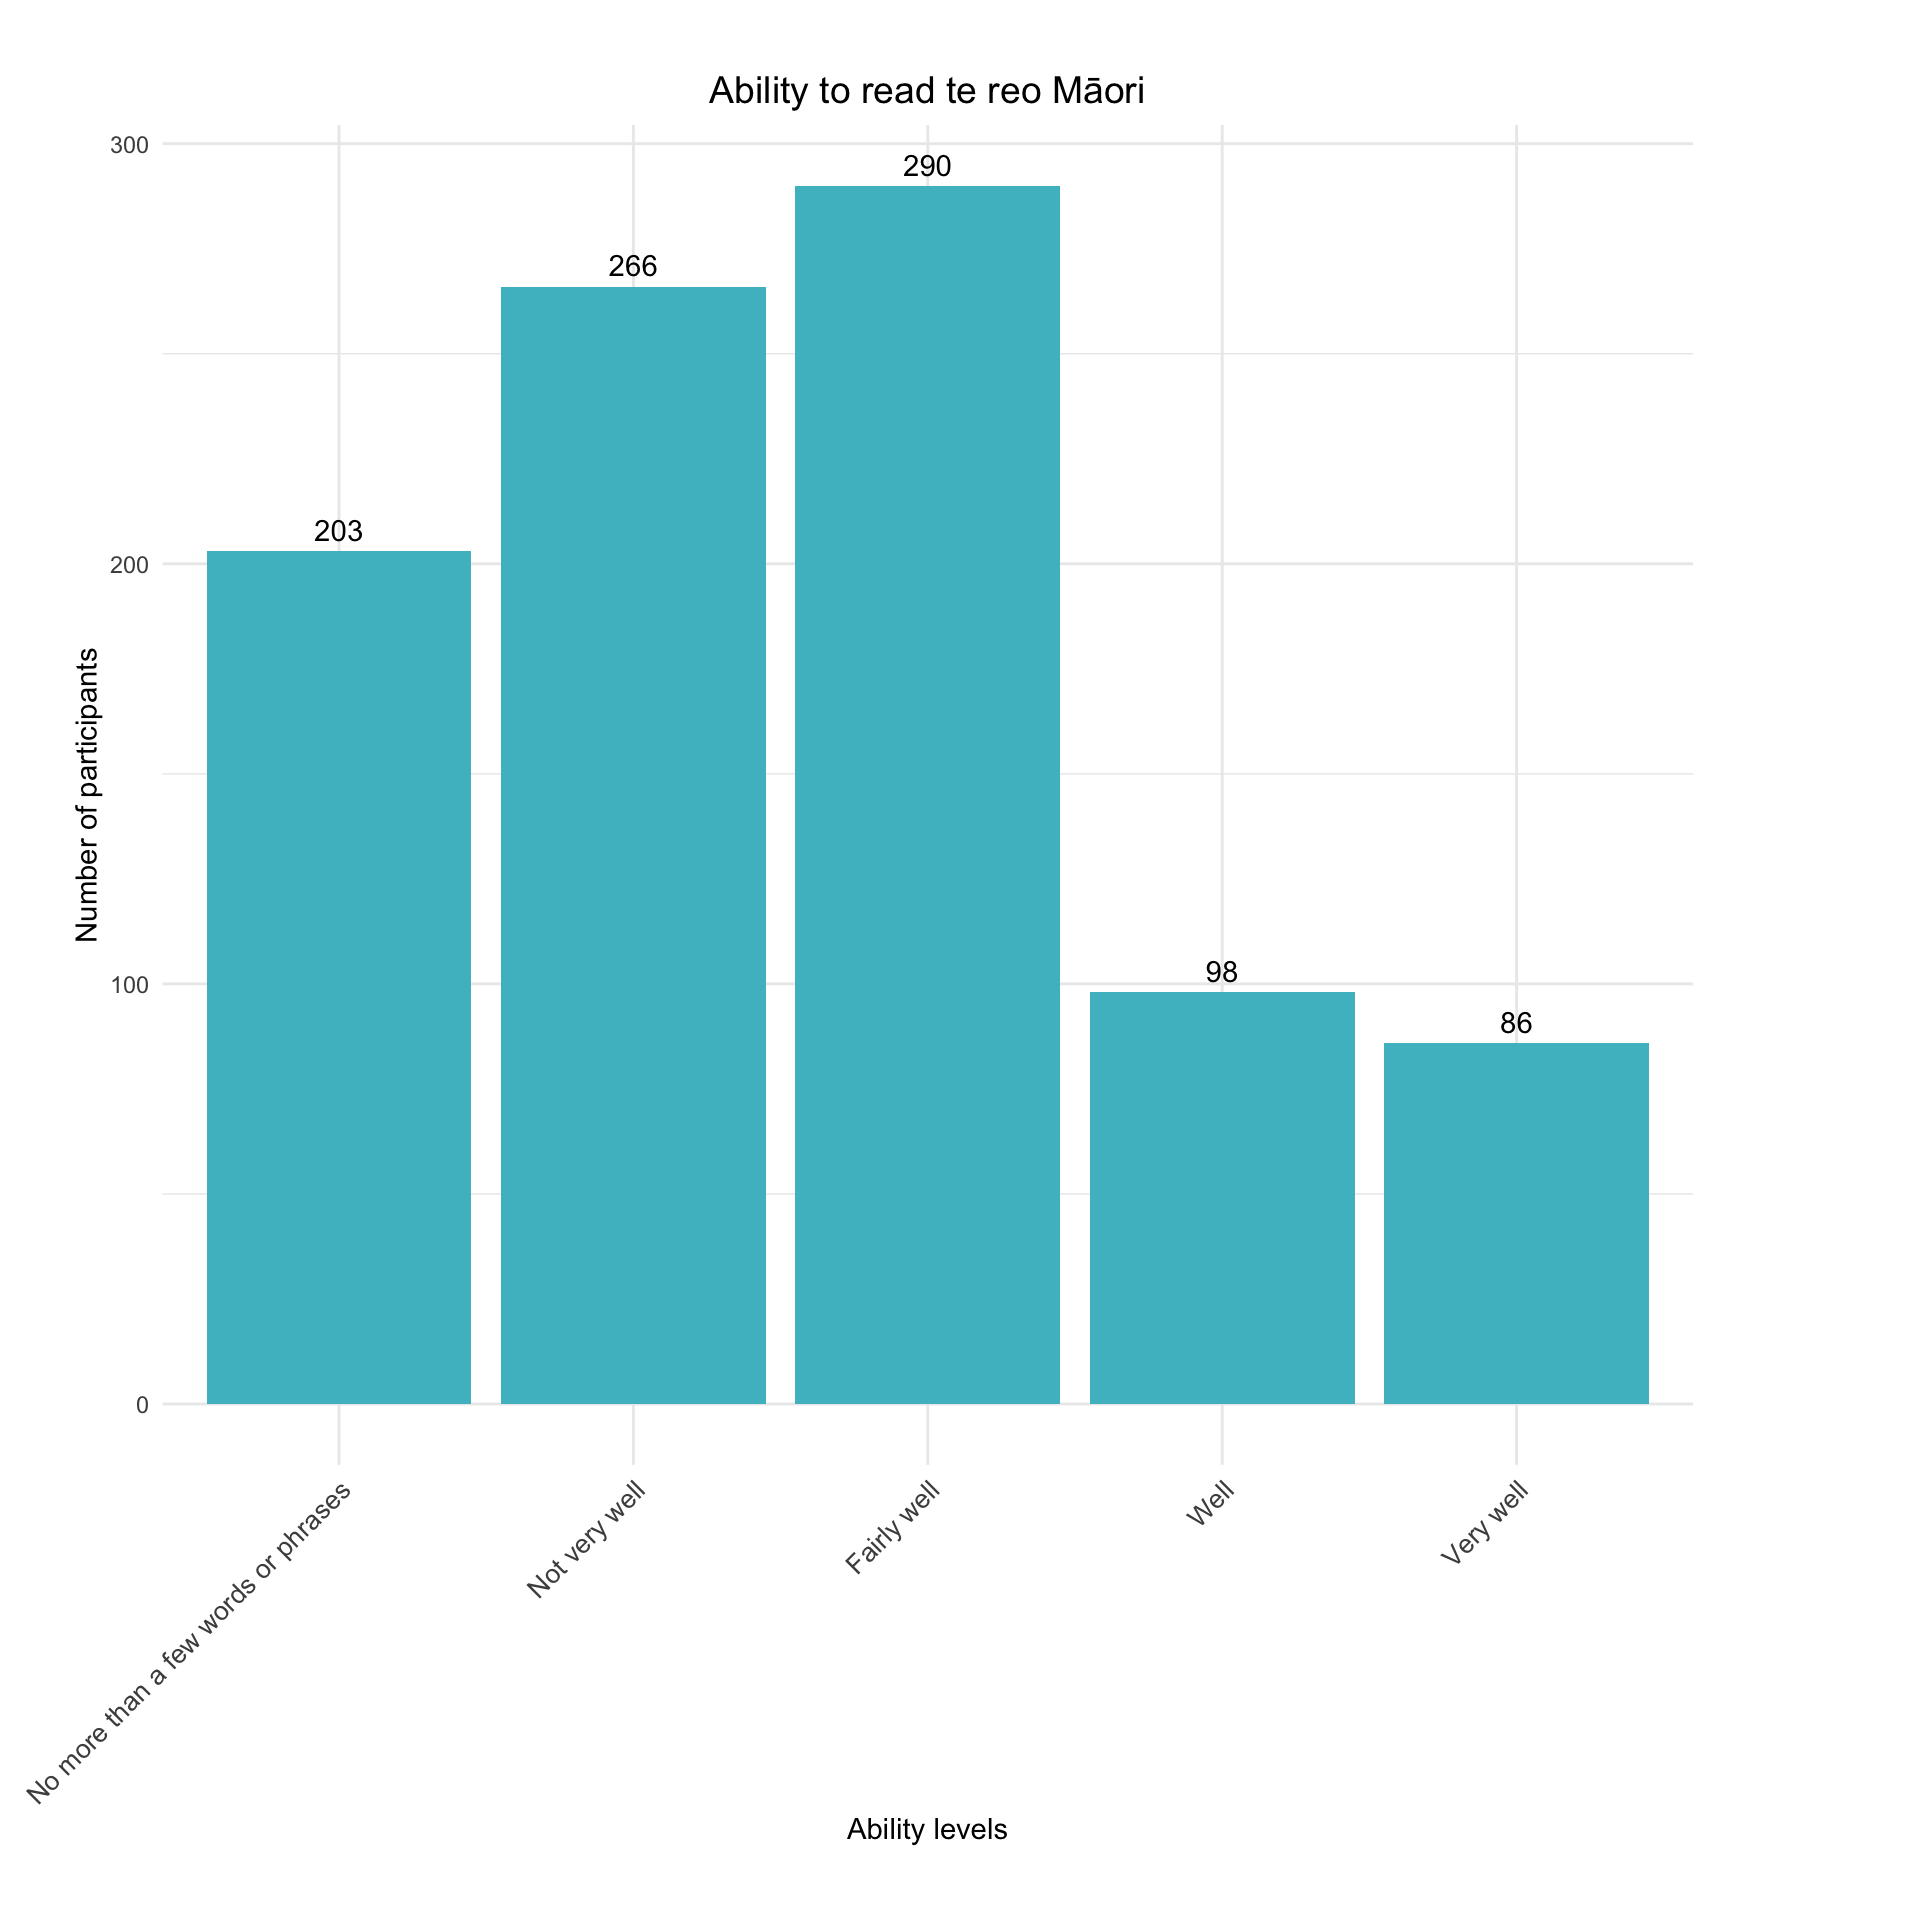 Ability to read te reo Māori
Number of participants
300
200
100
0
203
266
290
98
86
No more than a few words or phrases
Not very well
Fairly well
Well
Very well
Ability levels